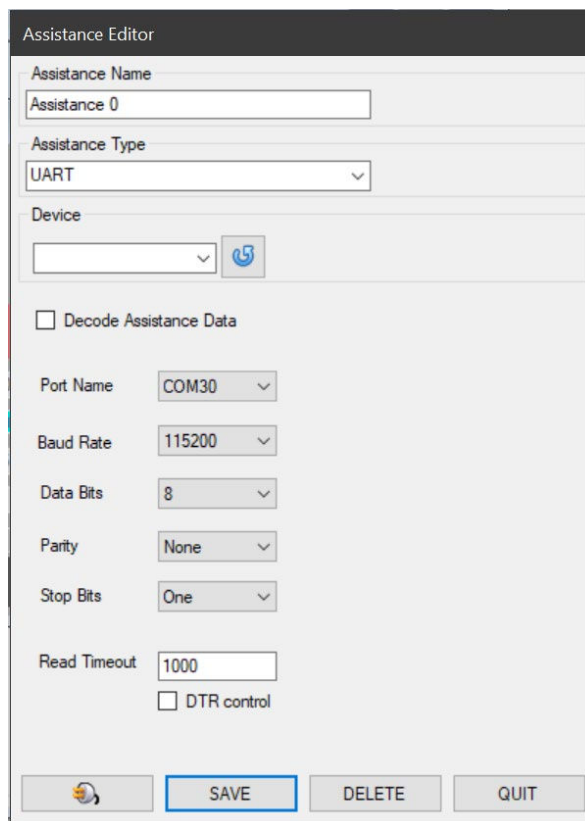 Assistance Editor
Assistance Name
Assistance 0
Assistance Type
UART
Device
Decode Assistance Data
Port Name COM30
Baud Rate 115200
Data Bits 8
Parity None
Stop Bits One
Read Timeout 1000
DTR control
SAVE DELETE QUIT